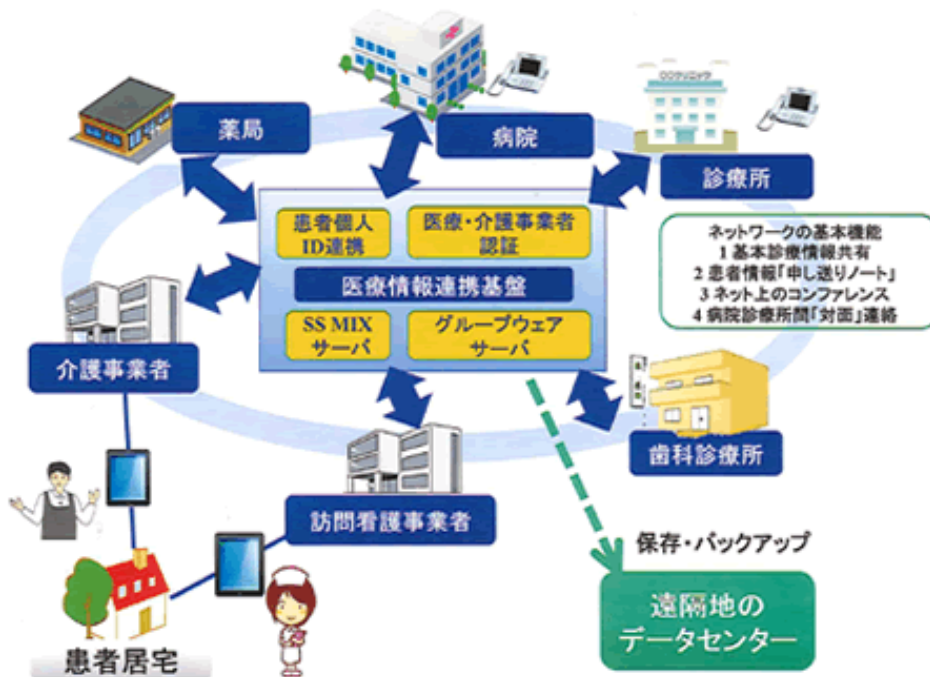 〇〇クリニック
薬局
病院
診療所
患者個人
ID連携
医療・介護事業者
認証
医療情報連携基盤
SS MIX
サーバ
グループウェア
サーバ
ネットワークの基本機能
1 基本診療情報共有
2 患者情報「申し送りノート」
3 ネット上のコンファレンス
4 病院診療所間「対面」連絡
介護事業者
歯科診療所
訪問看護事業者
保存・バックアップ
遠隔地の
データセンター
患者居宅